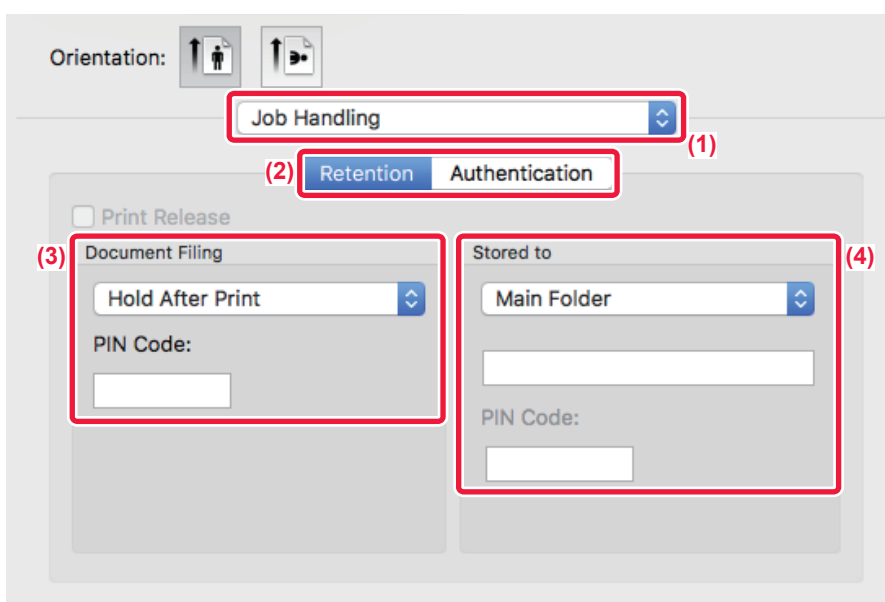 Orientation:
Job Handling
(1)
(2) Retention Authentication
Print Release
(3) Document Filing
Stored to (4)
Hold After Print
Main Folder
PIN Code:
PIN Code: